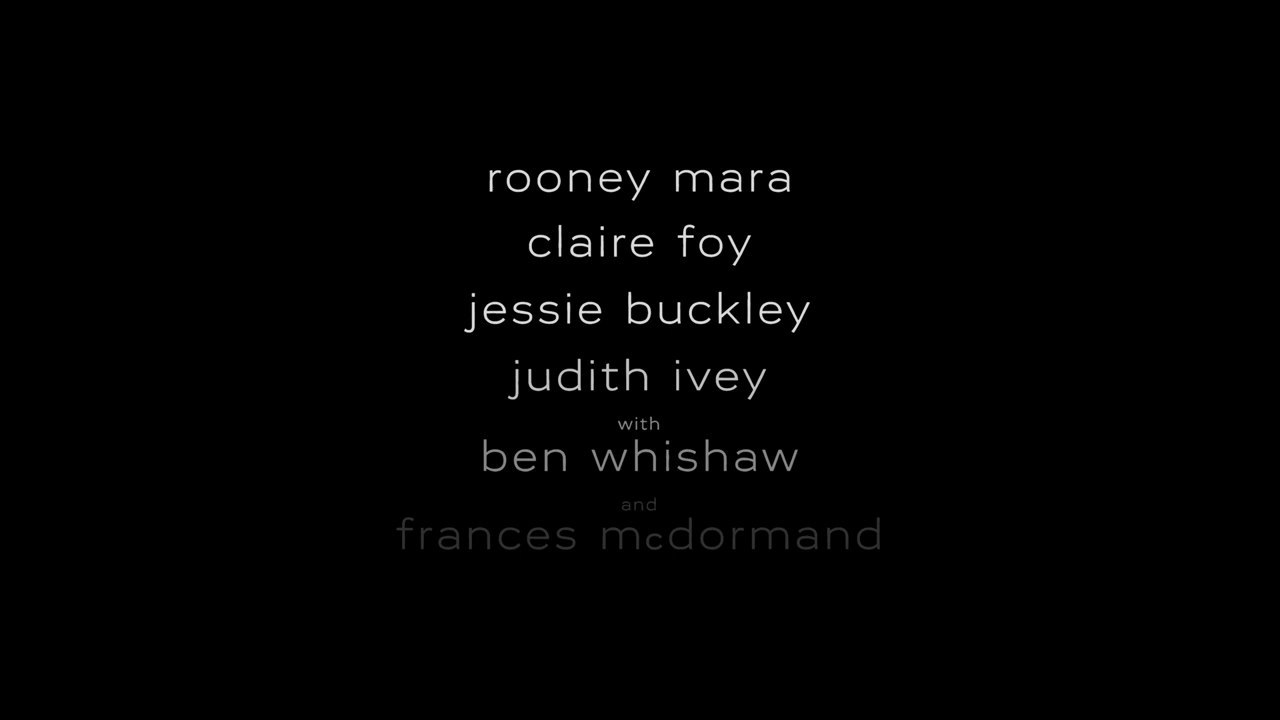 rooney mara
claire foy
jessie buckley
judith ivey
with
ben whishaw
and
frances mcdormand